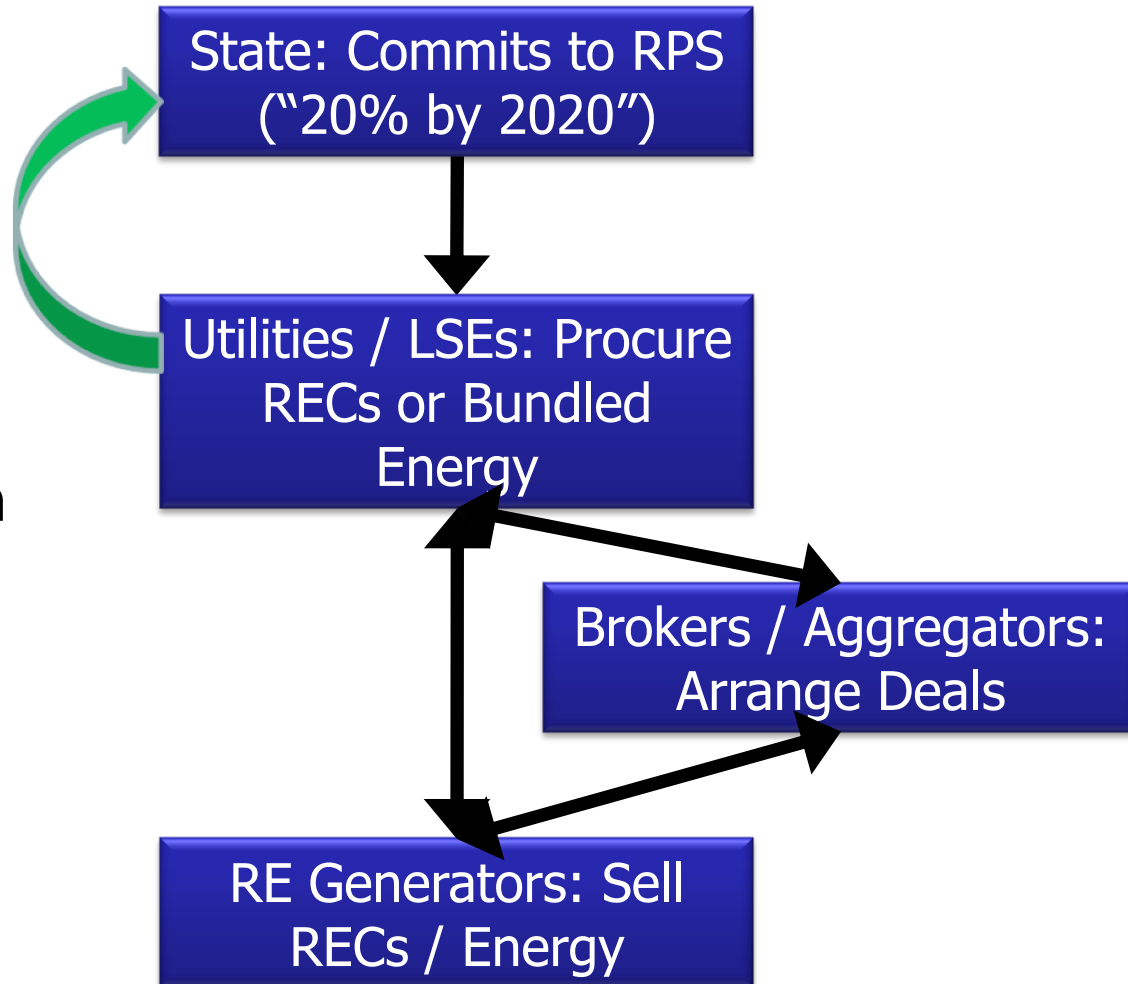 State: Commits to RPS
(“20% by 2020”)
Utilities / LSEs: Procure
RECs or Bundled
Energy
Brokers / Aggregators:
Arrange Deals
RE Generators: Sell
RECs / Energy